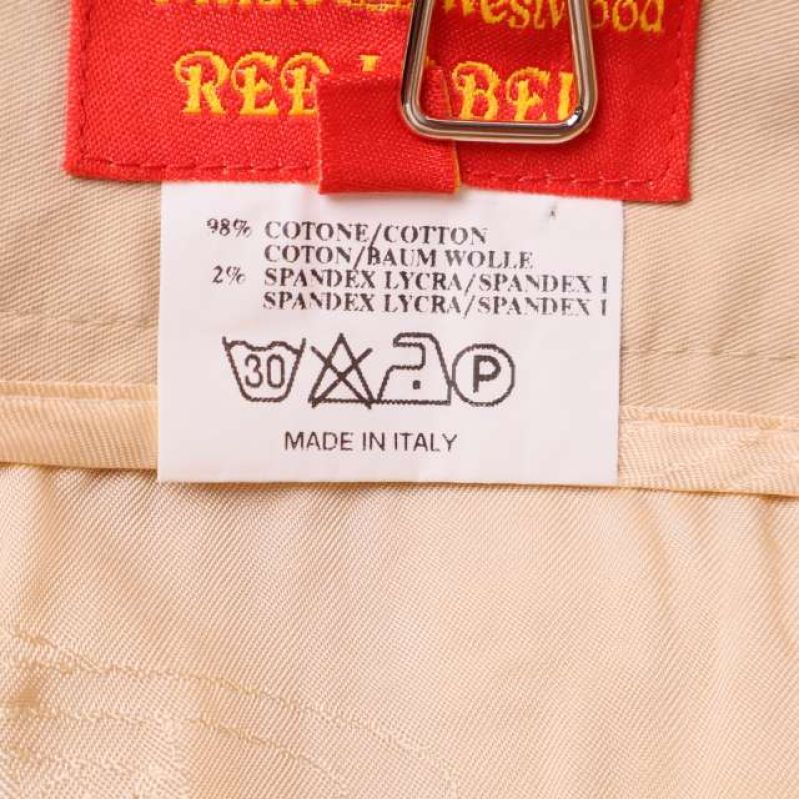 Westwood
RED LABEL
98% COTONE/COTTON
COTON/BAUM WOLLE
2% SPANDEX LYCRA/SPANDEX I
SPANDEX LYCRA/SPANDEX I
30
P
MADE IN ITALY